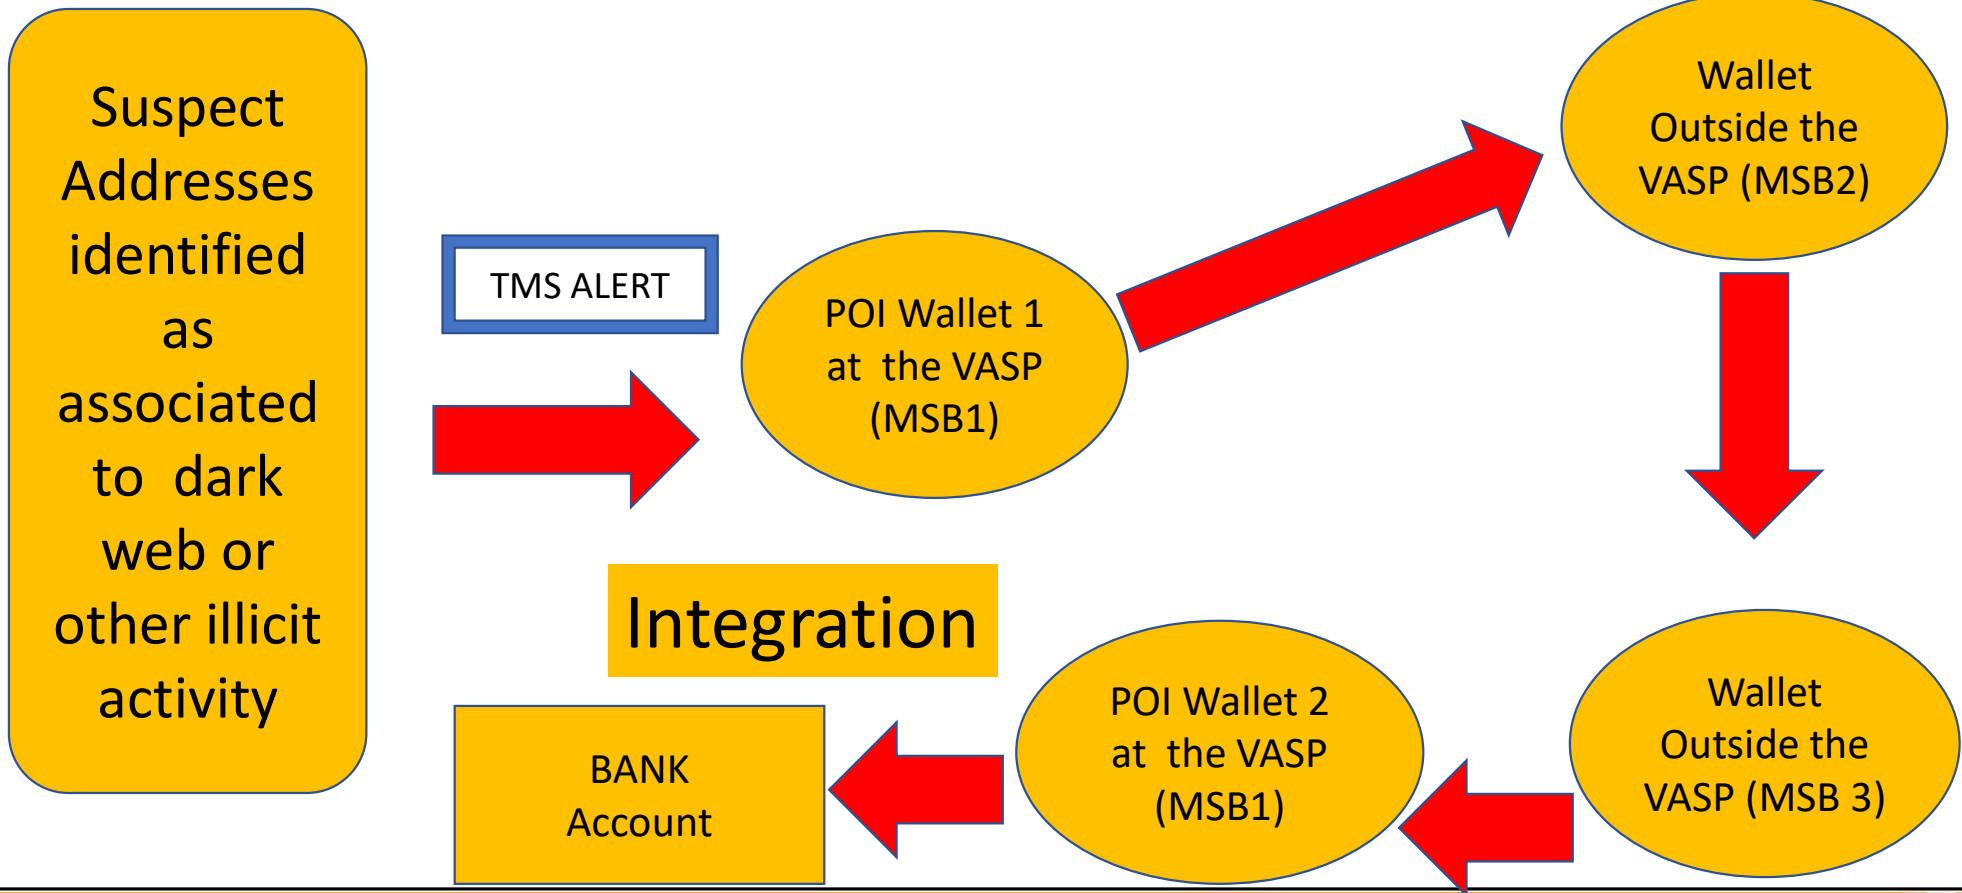 Suspect
Addresses
identified
as
associated
to dark
web or
other illicit
activity
TMS ALERT
POI Wallet 1
at the VASP
(MSB1)
Wallet
Outside the
VASP (MSB2)
Wallet
Outside the
VASP (MSB 3)
POI Wallet 2
at the VASP
(MSB1)
Integration
BANK
Account